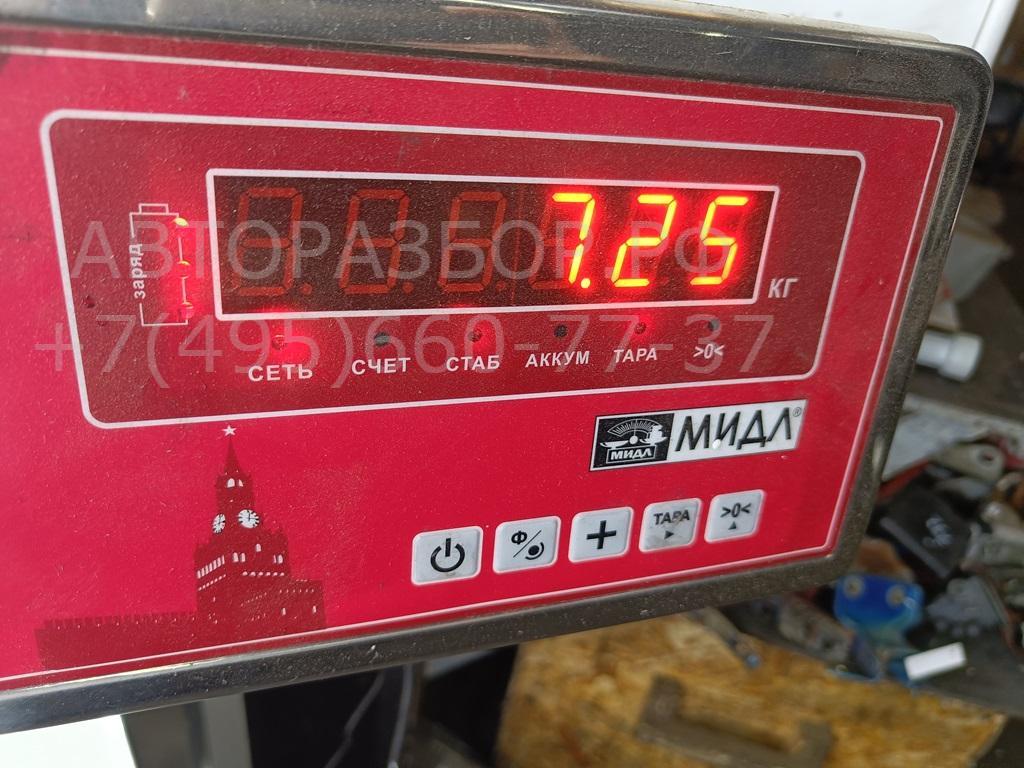 7.25
КГ
заряд
АВТОРАЗБОР.РФ
+7(495)660-77-37
СЕТЬ СЧЕТ СТАБ АККУМ ТАРА >0<
МИДЛ МИДЛ®
Ф + ТАРА >0<